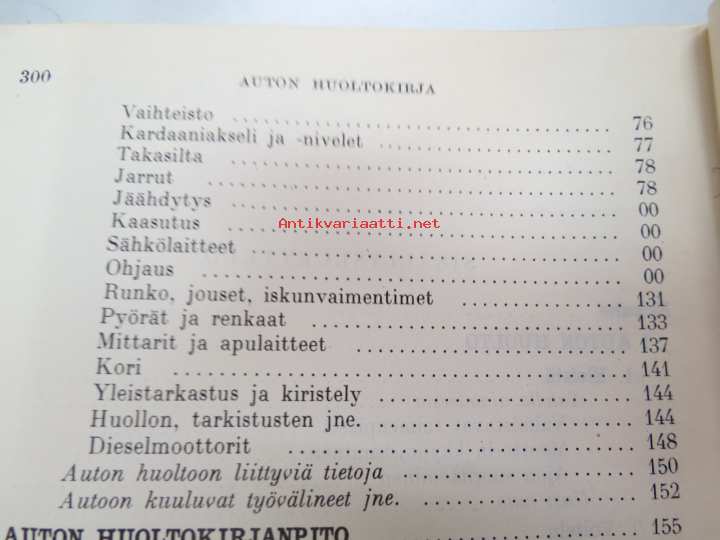 300 AUTON HUOLTOKIRJA
Vaihteisto .................... 76
Kardaaniakseli ja -nivelet .................... 77
Takasilta .................... 78
Jarrut .................... 78
Jäähdytys .................... 00
Kaasutus .................... 00
Antikvariaatti.net
Sähkölaitteet .................... 00
Ohjaus .................... 00
Runko, jouset, iskunvaimentimet .................... 131
Pyörät ja renkaat .................... 133
Mittarit ja apulaitteet .................... 137
Kori .................... 141
Yleistarkastus ja kiristely .................... 144
Huollon, tarkistusten jne. .................... 144
Dieselmoottorit .................... 148
Auton huoltoon liittyviä tietoja .................... 150
Autoon kuuluvat työvälineet jne. .................... 152
AUTON HUOLTOKIRJANPITO .................... 155